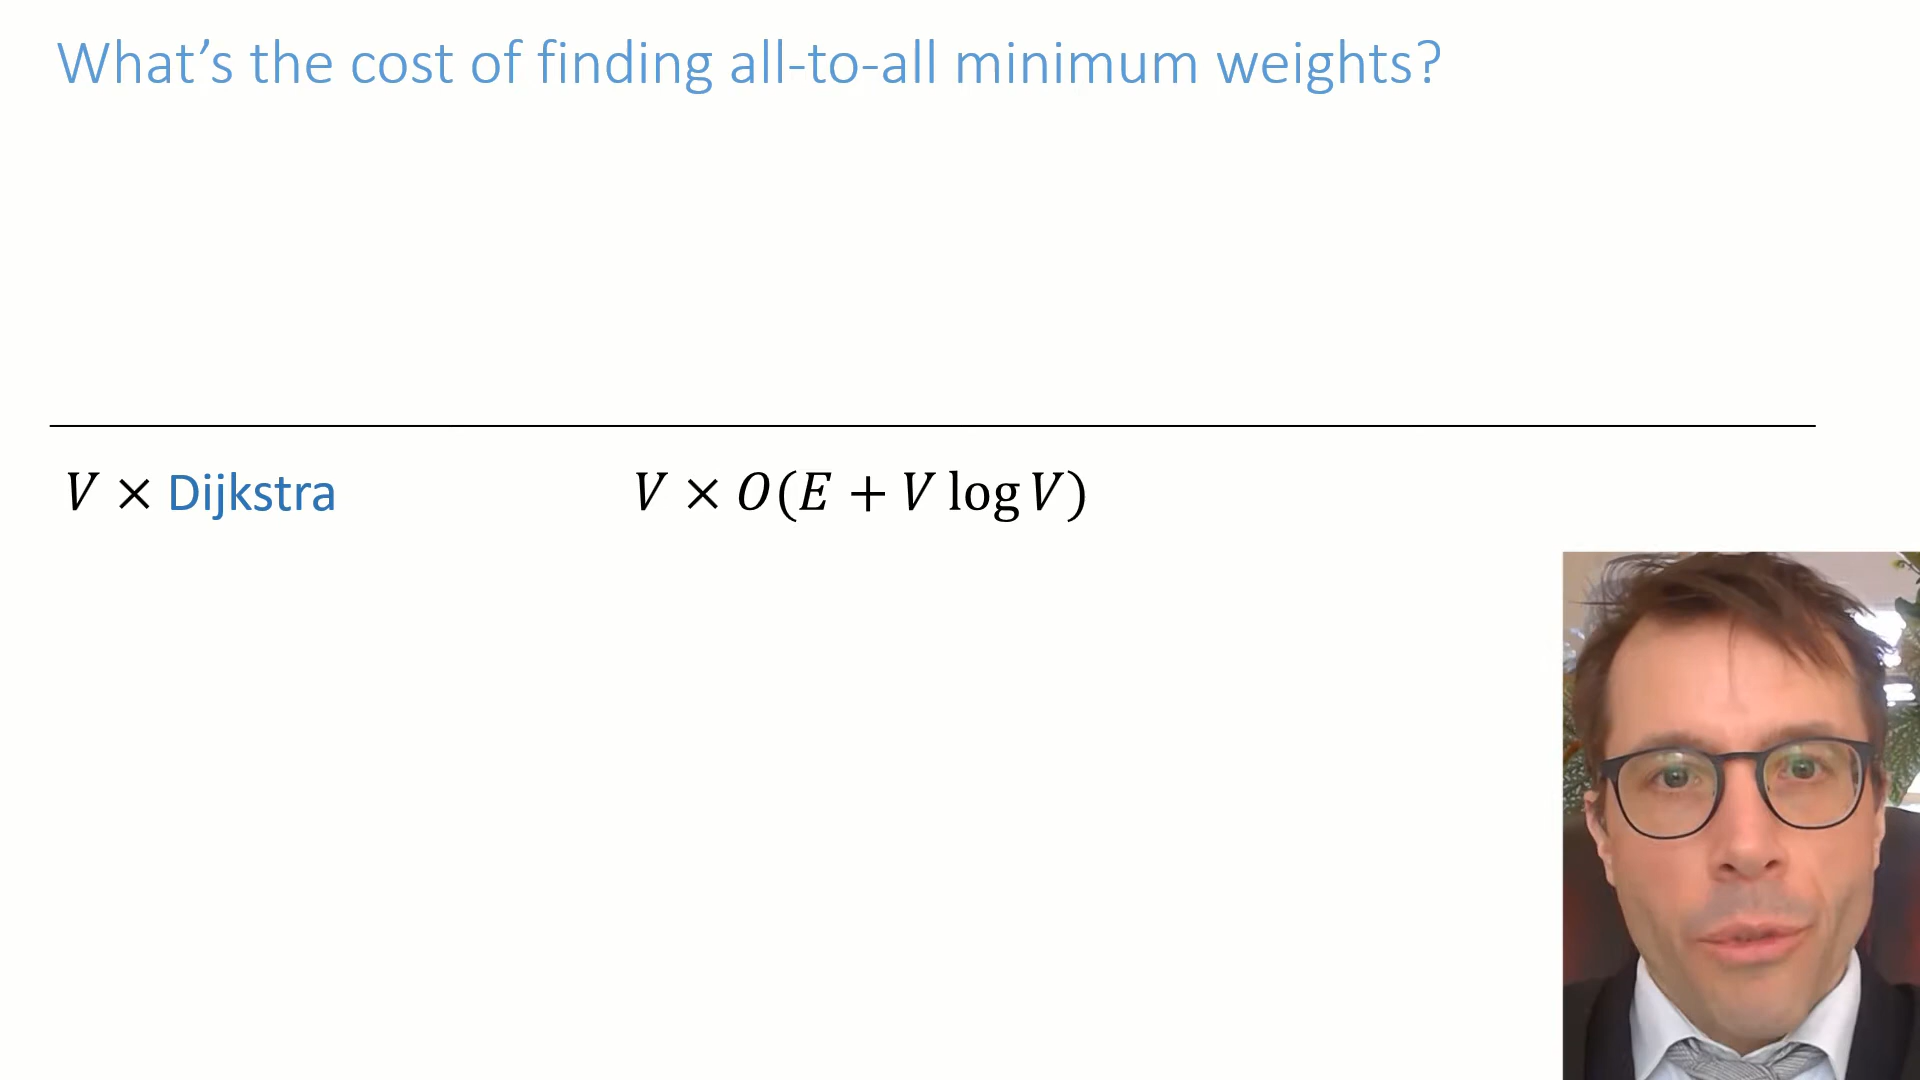 What’s the cost of finding all-to-all minimum weights?
V × Dijkstra
V × O(E + V log V)